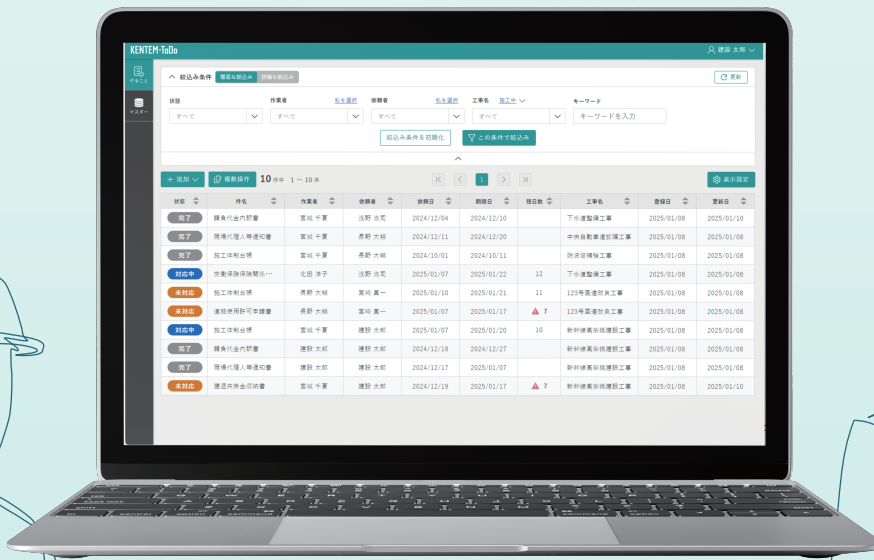 KENTEM-ToDo
建設 太郎
やること
マスター
絞込み条件 簡易な絞込み 詳細な絞込み
更新
状態 作業者 私を選択 依頼者 私を選択 工事名 施工中 キーワード
すべて すべて すべて すべて キーワードを入力
絞込み条件を初期化 この条件で絞込み
+ 追加 複数操作 10 件中 1 ～ 10 件 1 表示設定
状態 件名 作業者 依頼者 依頼日 期限日 残日数 工事名 登録日 更新日
完了 請負代金内訳書 宮城 千夏 浅野 浩司 2024/12/04 2024/12/10 下水道整備工事 2025/01/08 2025/01/10
完了 現場代理人等通知書 宮城 千夏 長野 大樹 2024/12/11 2024/12/20 中央自動車道拡幅工事 2025/01/08 2025/01/08
完了 施工体制台帳 宮城 千夏 長野 大樹 2024/10/01 2024/10/11 防波堤補強工事 2025/01/08 2025/01/08
対応中 労働保険保険関係… 北田 洋子 浅野 浩司 2025/01/07 2025/01/22 12 下水道整備工事 2025/01/08 2025/01/08
未対応 施工体制台帳 長野 大樹 宮崎 真一 2025/01/10 2025/01/21 11 123号国道改良工事 2025/01/08 2025/01/08
未対応 道路使用許可申請書 長野 大樹 宮崎 真一 2025/01/07 2025/01/17 7 123号国道改良工事 2025/01/08 2025/01/08
対応中 施工体制台帳 宮城 千夏 建設 太郎 2025/01/07 2025/01/20 10 新幹線高架橋建設工事 2025/01/08 2025/01/08
完了 請負代金内訳書 建設 太郎 建設 太郎 2024/12/18 2024/12/27 新幹線高架橋建設工事 2025/01/08 2025/01/08
完了 現場代理人等通知書 建設 太郎 建設 太郎 2024/12/17 2025/01/07 新幹線高架橋建設工事 2025/01/08 2025/01/08
未対応 建退共掛金収納書 宮城 千夏 建設 太郎 2024/12/19 2025/01/17 7 新幹線高架橋建設工事 2025/01/08 2025/01/10